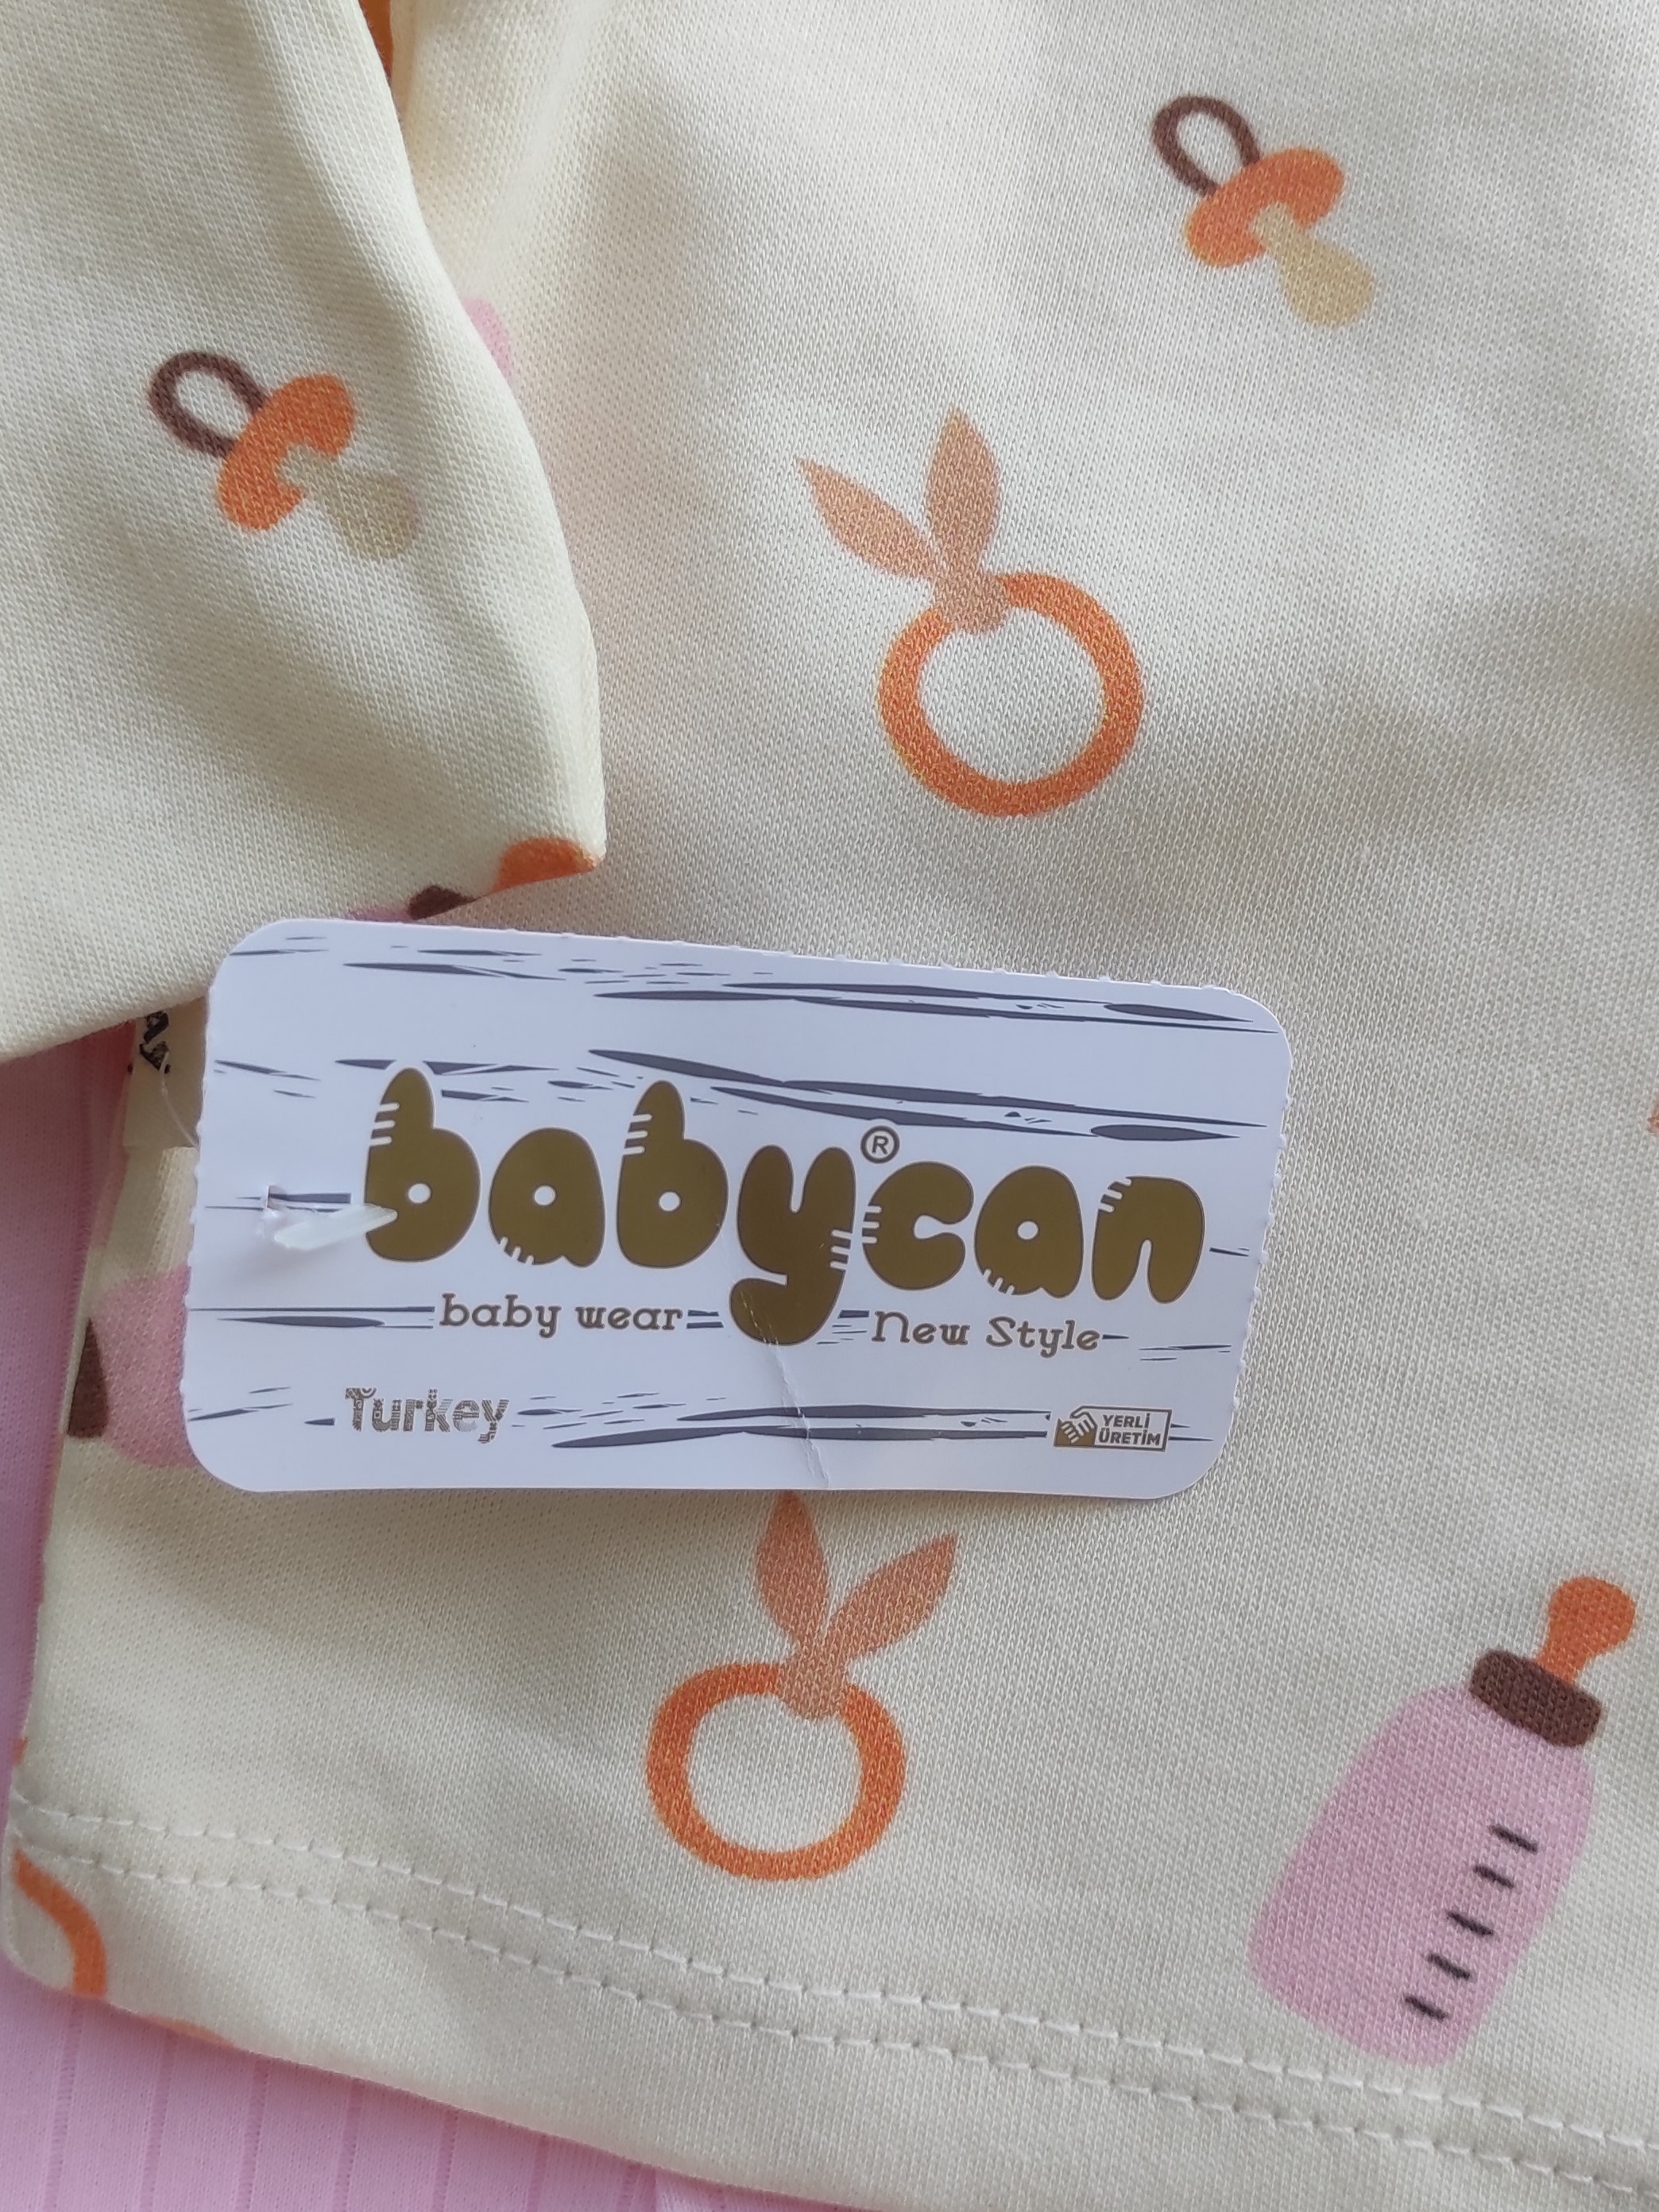 babycan®
baby wear New Style
Turkey
YERLİ
ÜRETİM